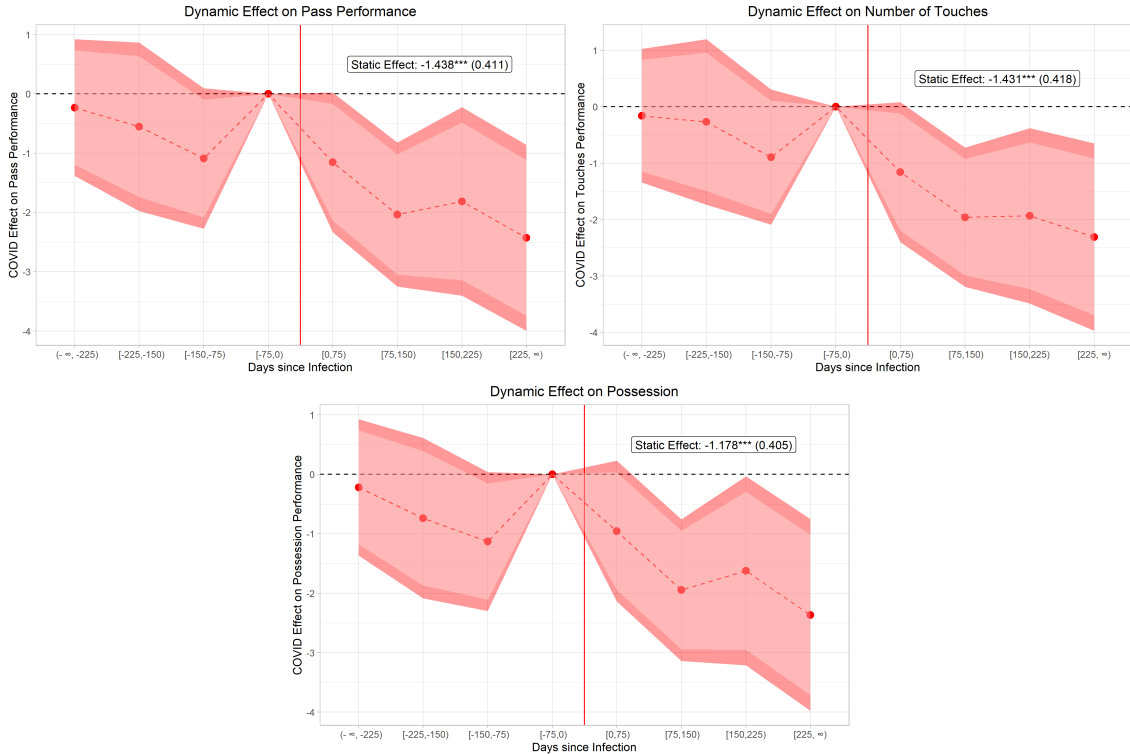 Dynamic Effect on Pass Performance
COVID Effect on Pass Performance
1
0
-1
-2
-3
-4
Static Effect: -1.438*** (0.411)
(- ∞, -225)
[-225,-150)
[-150,-75)
[-75,0)
[0,75)
[75,150)
[150,225)
[225, ∞)
Days since Infection
Dynamic Effect on Number of Touches
COVID Effect on Touches Performance
1
0
-1
-2
-3
-4
Static Effect: -1.431*** (0.418)
(- ∞, -225)
[-225,-150)
[-150,-75)
[-75,0)
[0,75)
[75,150)
[150,225)
[225, ∞)
Days since Infection
Dynamic Effect on Possession
COVID Effect on Possession Performance
1
0
-1
-2
-3
-4
Static Effect: -1.178*** (0.405)
(- ∞, -225)
[-225,-150)
[-150,-75)
[-75,0)
[0,75)
[75,150)
[150,225)
[225, ∞)
Days since Infection